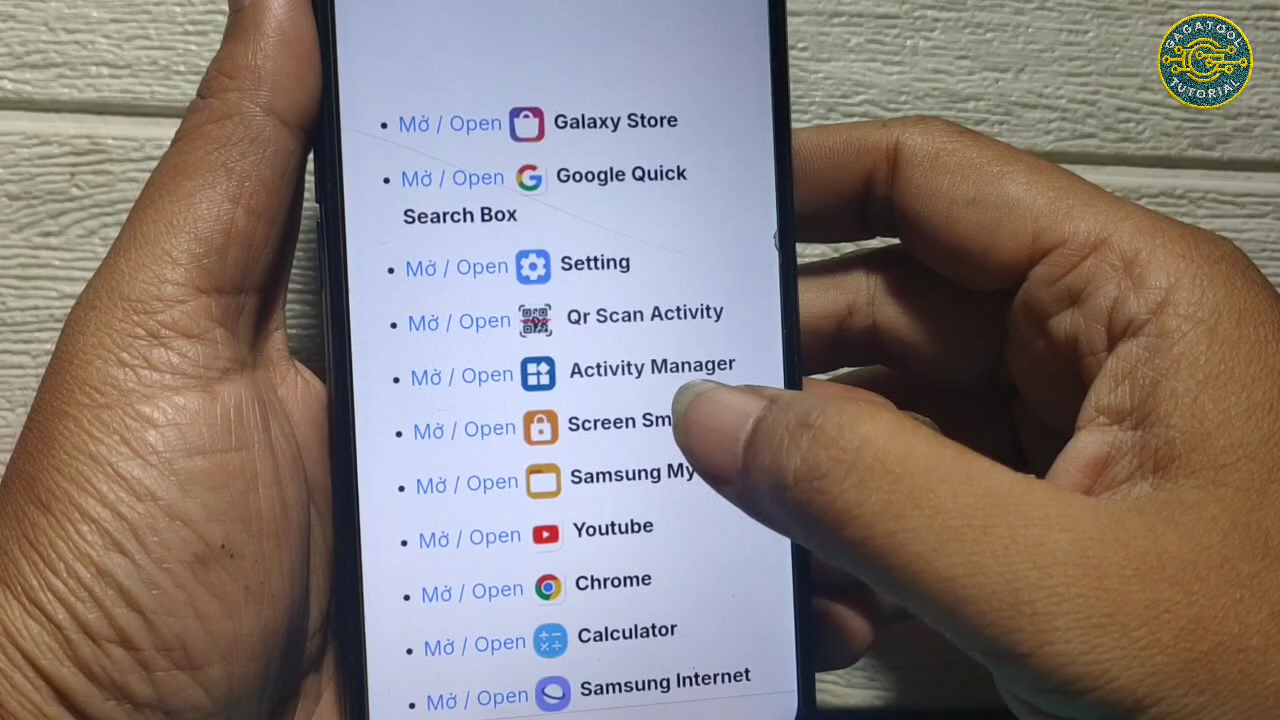 GAGATOOL
TUTORIAL
Mở / Open Galaxy Store
Mở / Open Google Quick
Search Box
Mở / Open Setting
Mở / Open Qr Scan Activity
Mở / Open Activity Manager
Mở / Open Screen
Mở / Open Samsung My
Mở / Open Youtube
Mở / Open Chrome
Mở / Open Calculator
Mở / Open Samsung Internet